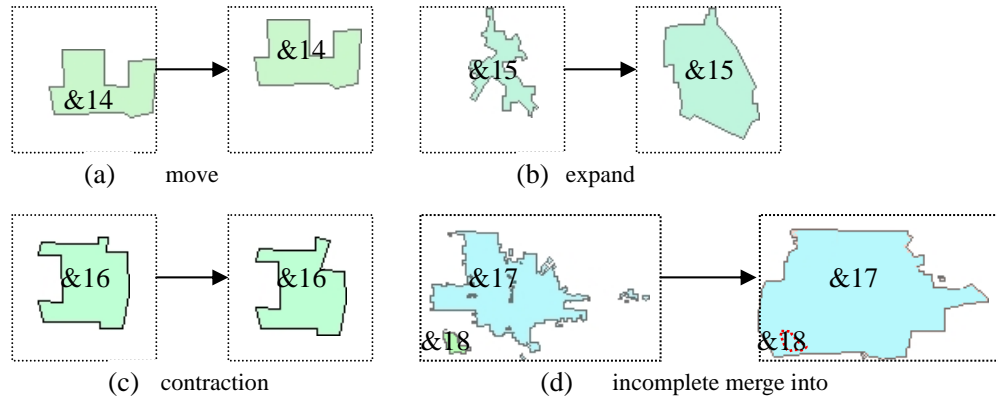 &14 &14 &15 &15
(a) move (b) expand
&16 &16 &17 &17
&18 &18
(c) contraction (d) incomplete merge into